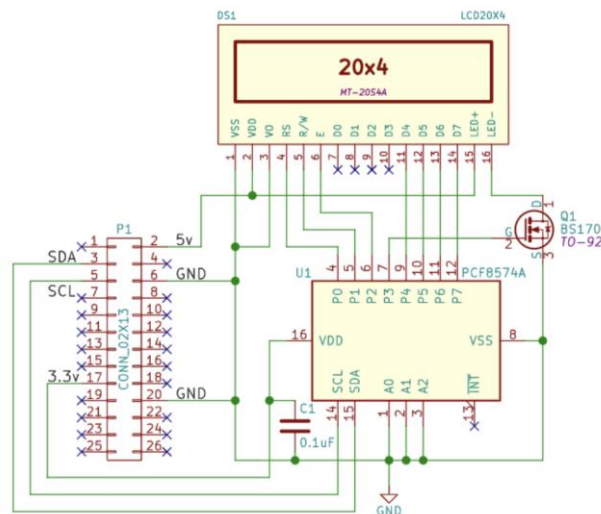 DS1 LCD20X4
20x4
MT-20S4A
VSS VDD VO RS R/W E D0 D1 D2 D3 D4 D5 D6 D7 LED+ LED-
1 2 3 4 5 6 7 8 9 10 11 12 13 14 15 16
P1
1 2 5v
SDA 3 4
5 6 GND
SCL 7 8
9 10
11 12
13 14
15 16
3.3v 17 18
19 20 GND
21 22
23 24
25 26
CONN_02X13
Q1
BS170
TO-92
D 1
G 2
S 3
U1 PCF8574A
4 5 6 7 9 10 11 12
P0 P1 P2 P3 P4 P5 P6 P7
16 VDD VSS 8
SCL SDA A0 A1 A2 INT
14 15 1 2 3 13
C1
0.1uF
GND